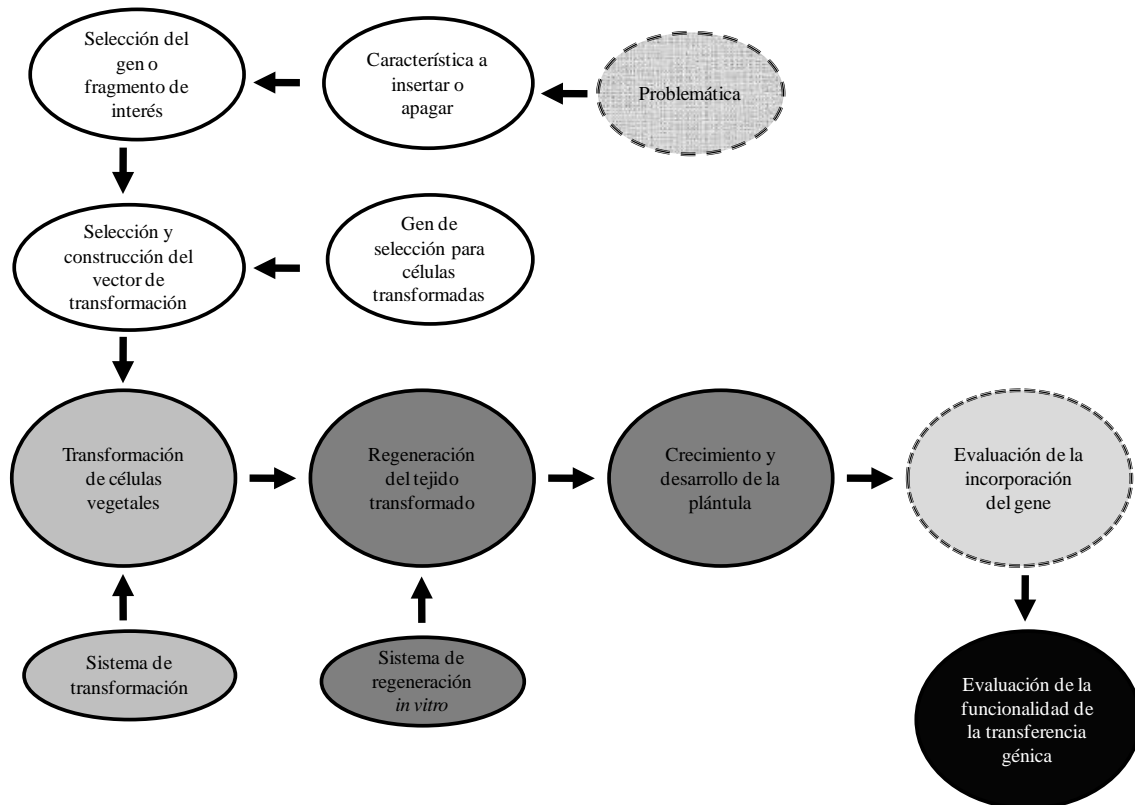 Selección del
gen o
fragmento de
interés
Característica a
insertar o
apagar
Problemática
Selección y
construcción del
vector de
transformación
Gen de
selección para
células
transformadas
Transformación
de células
vegetales
Regeneración
del tejido
transformado
Crecimiento y
desarrollo de la
plántula
Evaluación de la
incorporación
del gene
Sistema de
transformación
Sistema de
regeneración
in vitro
Evaluación de la
funcionalidad de
la transferencia
génica